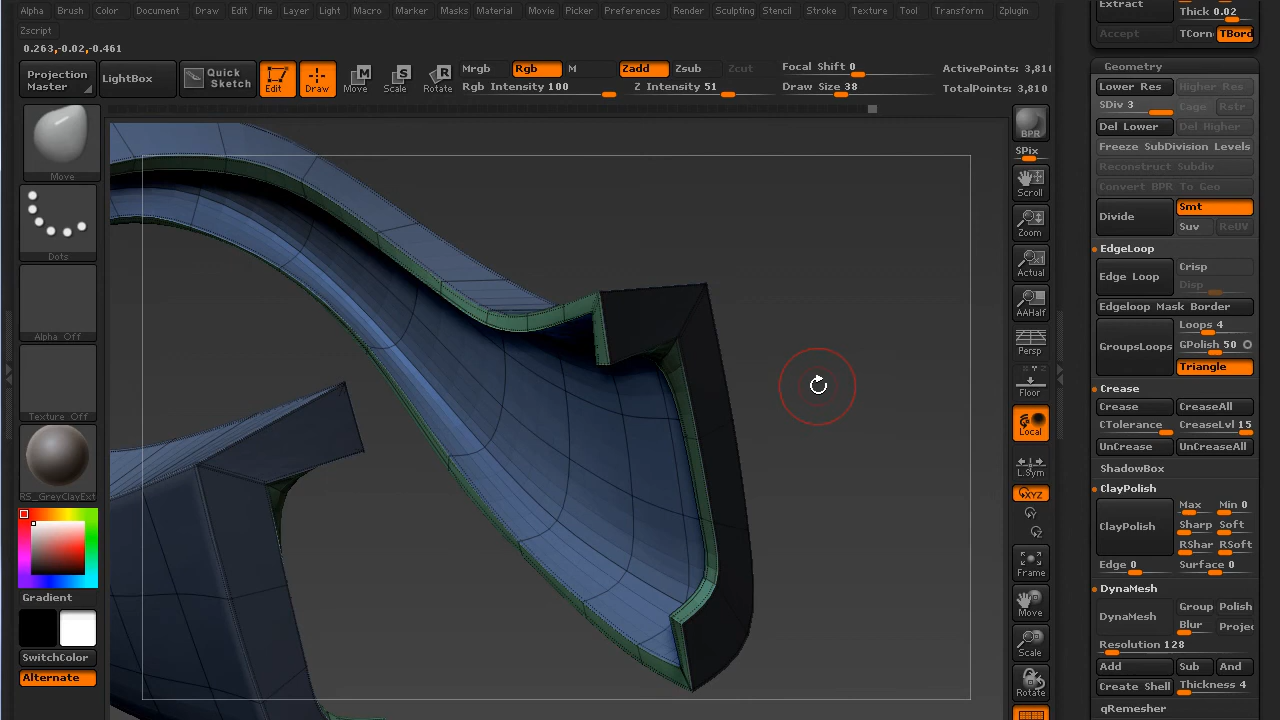 Alpha Brush Color Document Draw Edit File Layer Light Macro Marker Masks Material Movie Picker Preferences Render Sculpting Stencil Stroke Texture Tool Transform Zplugin
Zscript
0.263,-0.02,-0.461
Projection Master
LightBox
Quick Sketch
Edit
Draw
Move
Scale
Rotate
Mrgb Rgb M Zadd Zsub Zcut
Rgb Intensity 100 Z Intensity 51
Focal Shift 0
Draw Size 38
ActivePoints: 3,81
TotalPoints: 3,810
Move
Dots
Alpha Off
Texture Off
RS_GreyClayExt
Gradient
SwitchColor
Alternate
BPR
SPix
Scroll
Zoom
Actual
AAHalf
Persp
Floor
Local
L.Sym
XYZ
Y
Z
Frame
Move
Scale
Rotate
Extract Thick 0.02
Accept TCorn TBord
Geometry
Lower Res Higher Res
SDiv 3 Cage Rstr
Del Lower Del Higher
Freeze SubDivision Levels
Reconstruct Subdiv
Convert BPR To Geo
Divide Smt
Suv ReUV
EdgeLoop
Edge Loop Crisp
Disp
Edgeloop Mask Border
GroupsLoops Loops 4
GPolish 50
Triangle
Crease
Crease CreaseAll
CTolerance CreaseLvl 15
UnCrease UnCreaseAll
ShadowBox
ClayPolish
ClayPolish Max Min 0
Sharp Soft
RShar RSoft
Edge 0 Surface 0
DynaMesh
DynaMesh Group Polish
Blur Proje
Resolution 128
Add Sub And
Create Shell Thickness 4
qRemesher